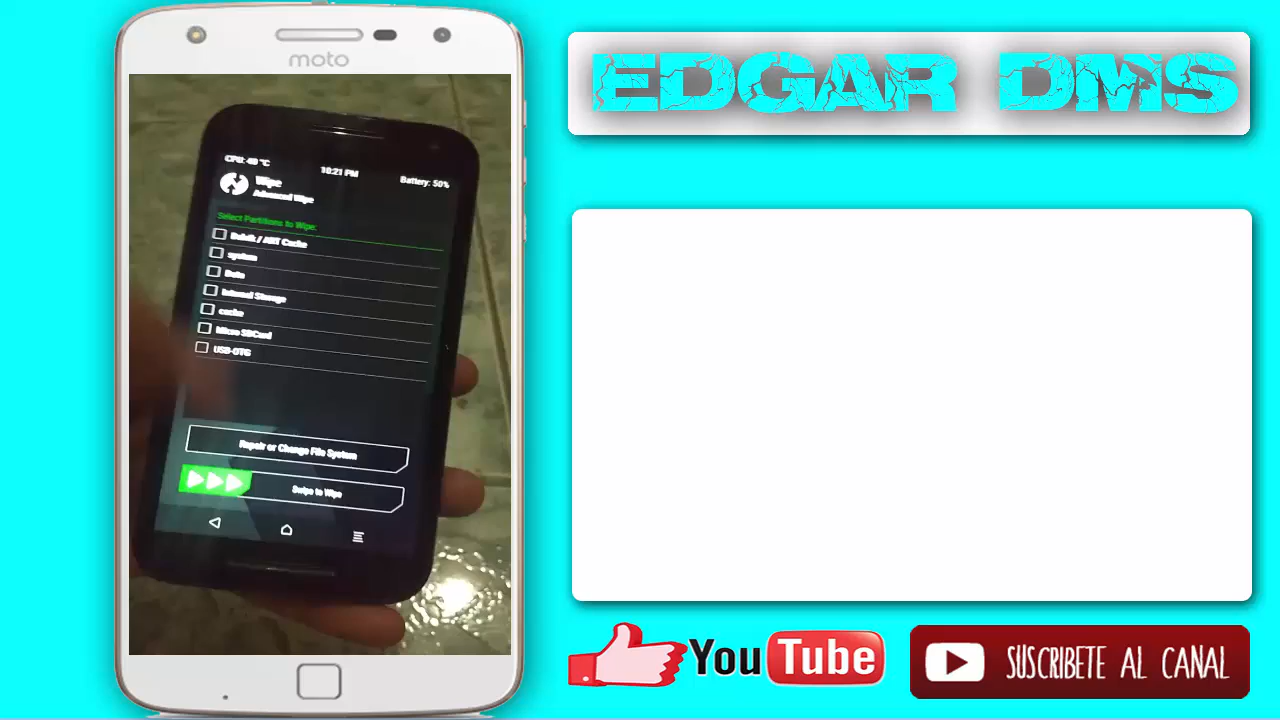 moto
CPU: 40 °C
10:21 PM
Battery: 50%
Wipe
Advanced Wipe
Select Partitions to Wipe:
Dalvik / ART Cache
system
Data
Internal Storage
cache
Micro SDCard
USB-OTG
Repair or Change File System
Swipe to Wipe
EDGAR DMS
YouTube
SUSCRIBETE AL CANAL